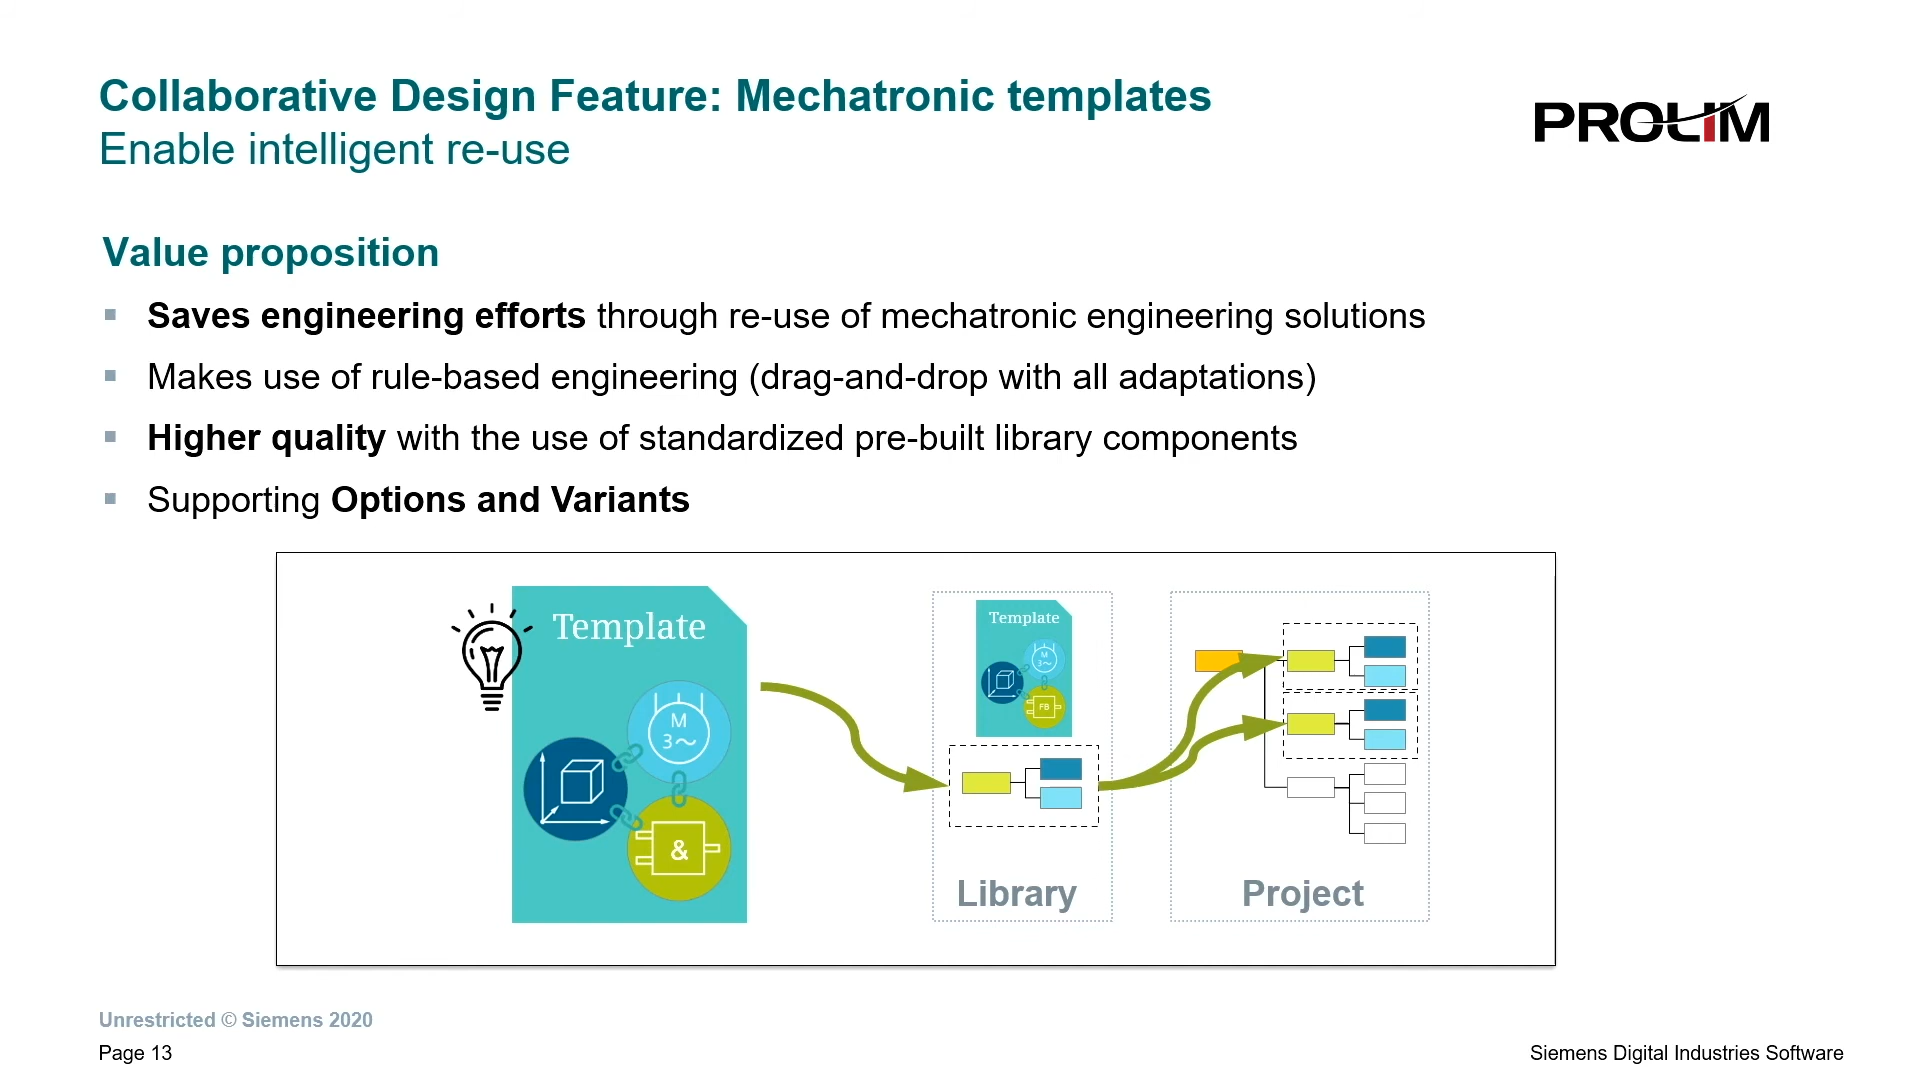 Collaborative Design Feature: Mechatronic templates
Enable intelligent re-use
PROLIM
Value proposition
Saves engineering efforts through re-use of mechatronic engineering solutions
Makes use of rule-based engineering (drag-and-drop with all adaptations)
Higher quality with the use of standardized pre-built library components
Supporting Options and Variants
Template
M
3~
&
Template
M
3~
FB
Library
Project
Unrestricted © Siemens 2020
Page 13
Siemens Digital Industries Software